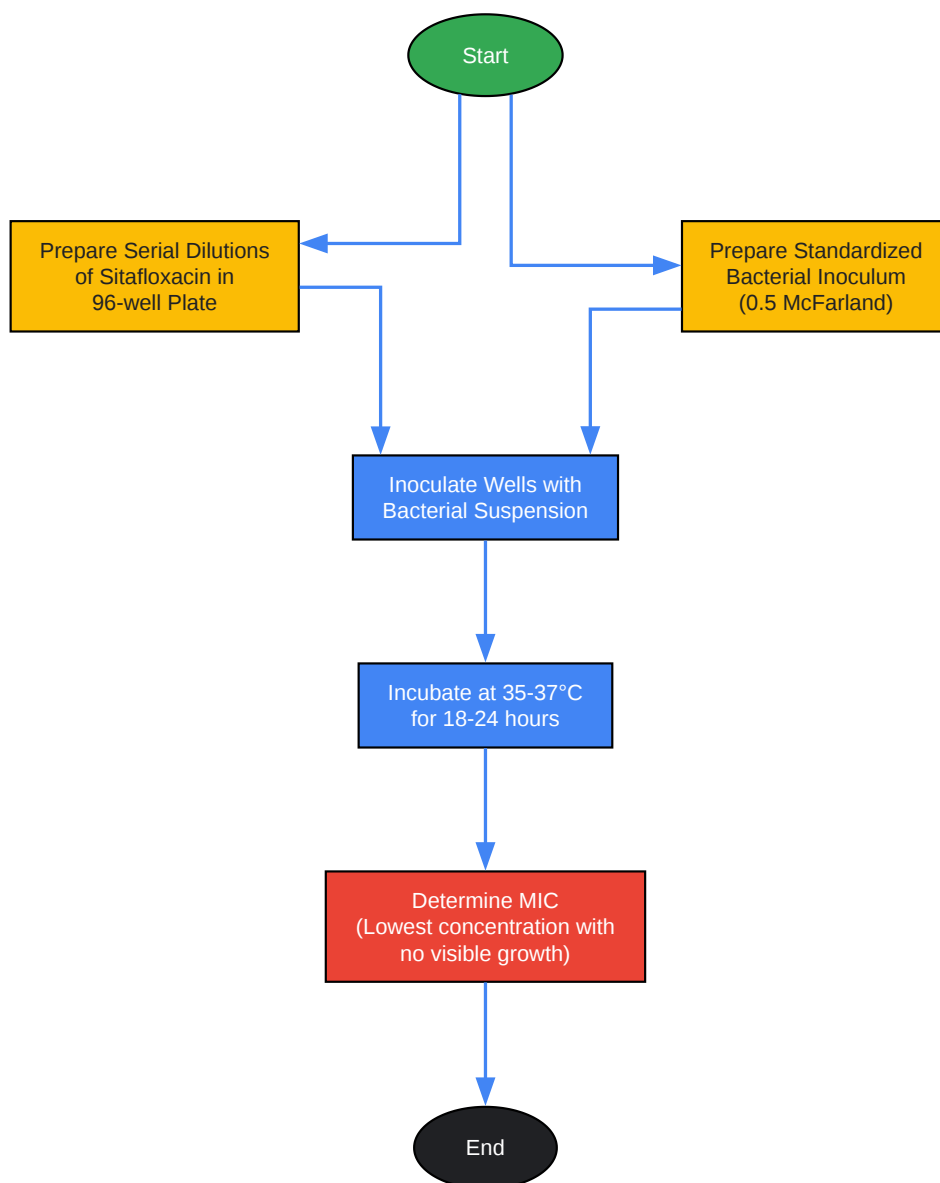 Start
Prepare Serial Dilutions
of Sitafloxacin in
96-well Plate
Prepare Standardized
Bacterial Inoculum
(0.5 McFarland)
Inoculate Wells with
Bacterial Suspension
Incubate at 35-37°C
for 18-24 hours
Determine MIC
(Lowest concentration with
no visible growth)
End